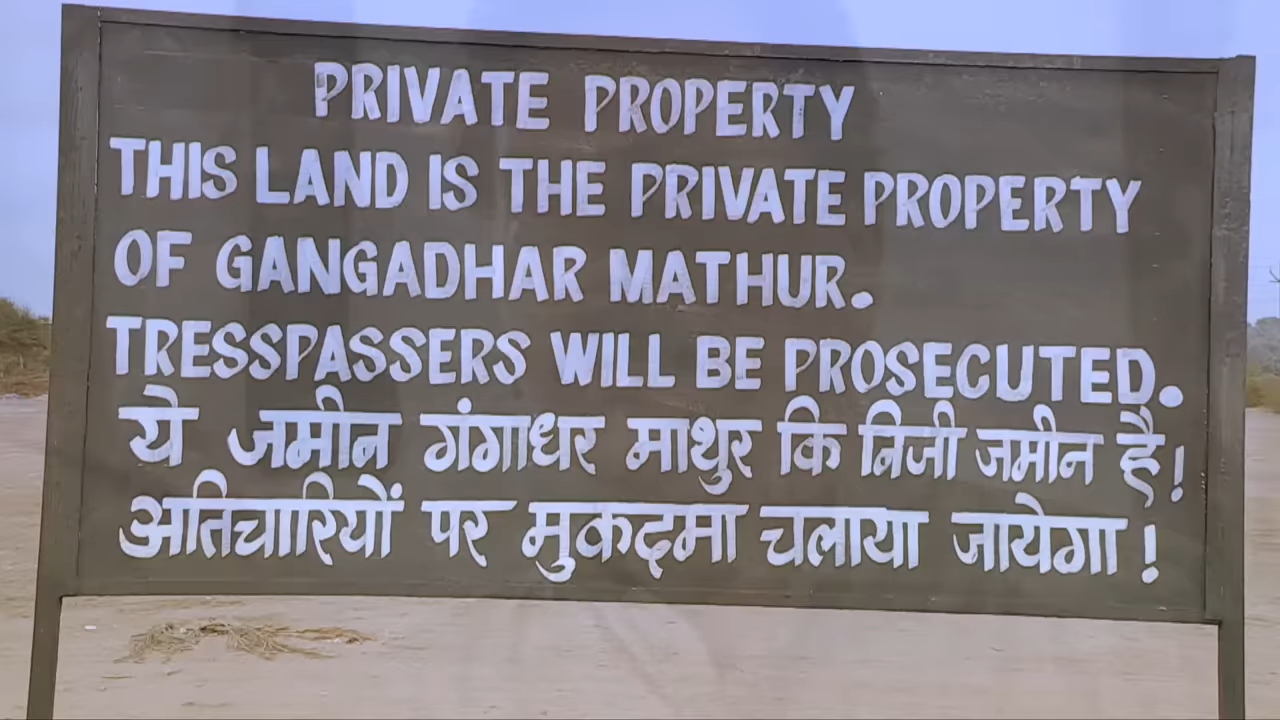 PRIVATE PROPERTY
THIS LAND IS THE PRIVATE PROPERTY
OF GANGADHAR MATHUR.
TRESSPASSERS WILL BE PROSECUTED.
ये जमीन गंगाधर माथुर कि निजी जमीन है!
अतिचारियों पर मुकदमा चलाया जायेगा!